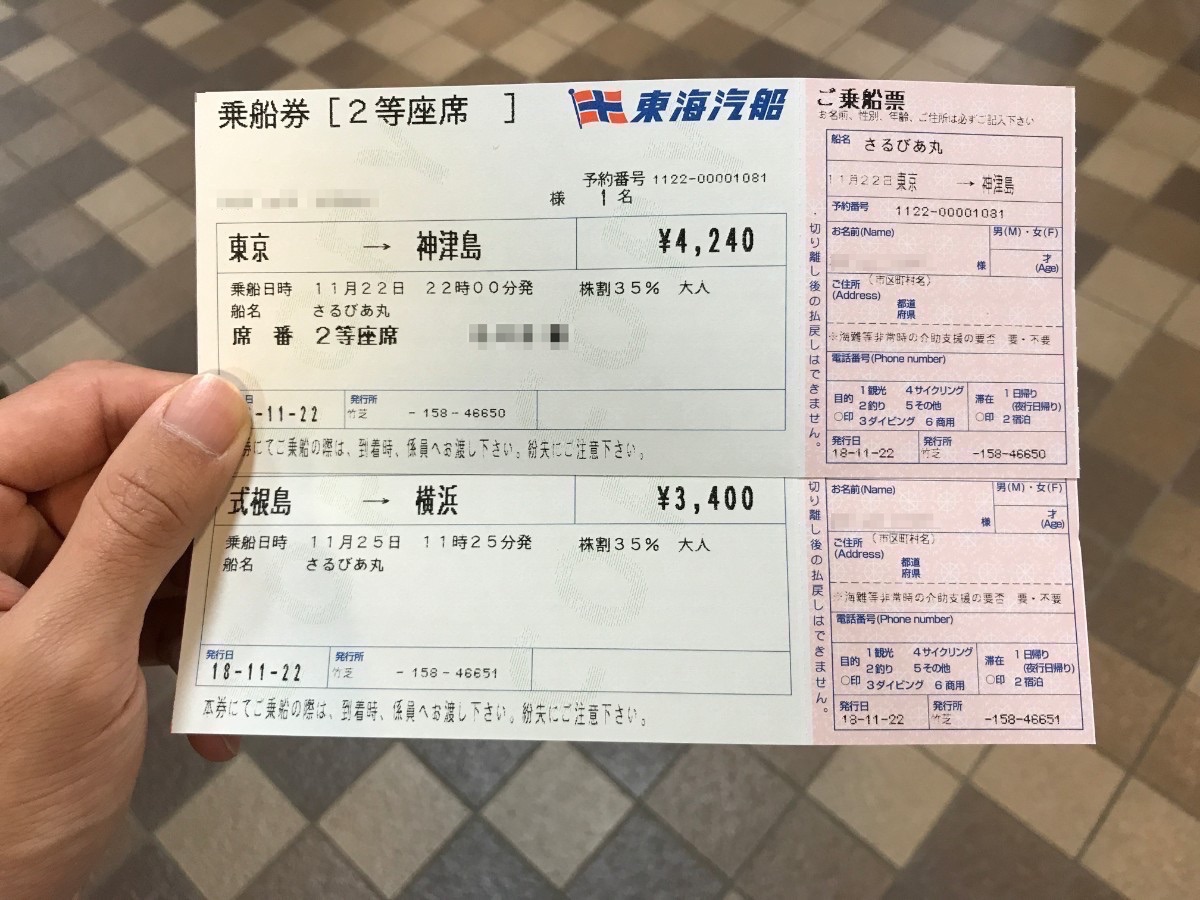 乗船券［２等座席　］
東海汽船
予約番号 1122-00001081
様　1名
東京　→　神津島　¥4,240
乗船日時　11月22日　22時00分発　株割35%　大人
船名　さるびあ丸
席　番　２等座席
発行所
-11-22　竹芝　-158-46650
券にてご乗船の際は、到着時、係員へお渡し下さい。紛失にご注意下さい。
式根島　→　横浜　¥3,400
乗船日時　11月25日　11時25分発　株割35%　大人
船名　さるびあ丸
発行日　発行所
18-11-22　竹芝　-158-46651
本券にてご乗船の際は、到着時、係員へお渡し下さい。紛失にご注意下さい。
・切り離し後の払戻しはできません。
ご乗船票
お名前、性別、年齢、ご住所は必ずご記入下さい
船名　さるびあ丸
11月22日　東京　→　神津島
予約番号　1122-00001081
お名前(Name)　男(M)・女(F)
様　才
(Age)
ご住所（市区町村名）
(Address)　都道
府県
※海難等非常時の介助支援の要否　要・不要
電話番号(Phone number)
目的　1観光　4サイクリング　滞在　1日帰り
2釣り　5その他　(夜行日帰り)
○印　3ダイビング　6商用　○印　2宿泊
発行日　発行所
18-11-22　竹芝　-158-46650
切り離し後の払戻しはできません。
お名前(Name)　男(M)・女(F)
様　才
(Age)
ご住所（市区町村名）
(Address)　都道
府県
※海難等非常時の介助支援の要否　要・不要
電話番号(Phone number)
目的　1観光　4サイクリング　滞在　1日帰り
2釣り　5その他　(夜行日帰り)
○印　3ダイビング　6商用　○印　2宿泊
発行日　発行所
18-11-22　竹芝　-158-46651